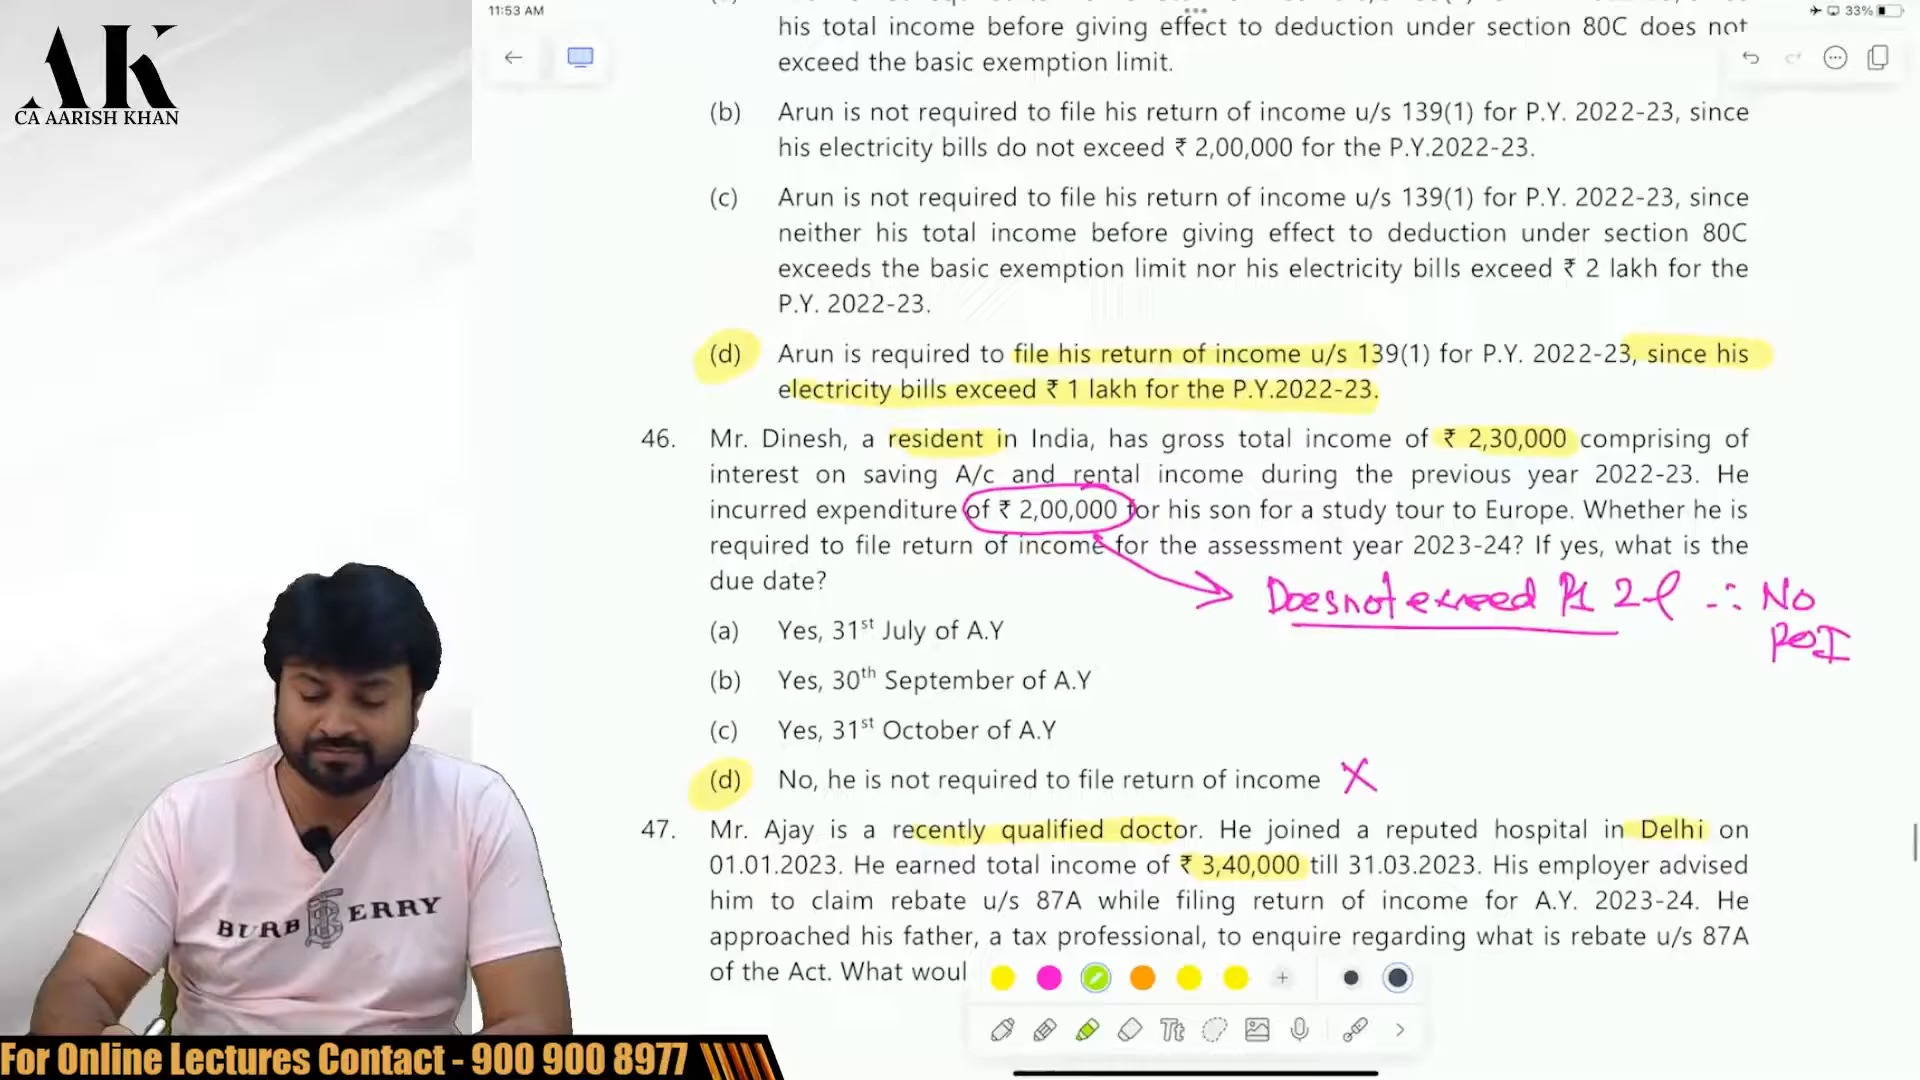 11:53 AM
33%
AK
CA AARISH KHAN
his total income before giving effect to deduction under section 80C does not
exceed the basic exemption limit.
(b) Arun is not required to file his return of income u/s 139(1) for P.Y. 2022-23, since
his electricity bills do not exceed ₹ 2,00,000 for the P.Y.2022-23.
(c) Arun is not required to file his return of income u/s 139(1) for P.Y. 2022-23, since
neither his total income before giving effect to deduction under section 80C
exceeds the basic exemption limit nor his electricity bills exceed ₹ 2 lakh for the
P.Y. 2022-23.
(d) Arun is required to file his return of income u/s 139(1) for P.Y. 2022-23, since his
electricity bills exceed ₹ 1 lakh for the P.Y.2022-23.
46. Mr. Dinesh, a resident in India, has gross total income of ₹ 2,30,000 comprising of
interest on saving A/c and rental income during the previous year 2022-23. He
incurred expenditure of ₹ 2,00,000 for his son for a study tour to Europe. Whether he is
required to file return of income for the assessment year 2023-24? If yes, what is the
due date?
Does not exceed 2 l ∴ No
ROI
(a) Yes, 31st July of A.Y
(b) Yes, 30th September of A.Y
(c) Yes, 31st October of A.Y
(d) No, he is not required to file return of income
47. Mr. Ajay is a recently qualified doctor. He joined a reputed hospital in Delhi on
01.01.2023. He earned total income of ₹ 3,40,000 till 31.03.2023. His employer advised
him to claim rebate u/s 87A while filing return of income for A.Y. 2023-24. He
approached his father, a tax professional, to enquire regarding what is rebate u/s 87A
of the Act. What woul
Tt
BURBERRY
For Online Lectures Contact - 900 900 8977